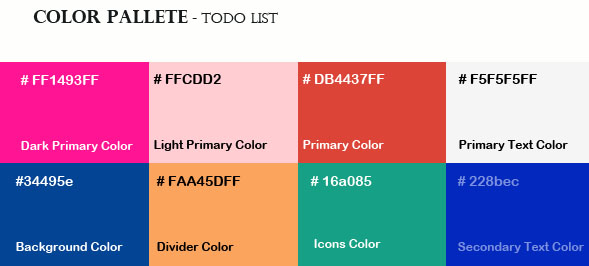 COLOR PALLETE - TODO LIST
# FF1493FF
Dark Primary Color
# FFCDD2
Light Primary Color
# DB4437FF
Primary Color
# F5F5F5FF
Primary Text Color
#34495e
Background Color
# FAA45DFF
Divider Color
# 16a085
Icons Color
# 228bec
Secondary Text Color